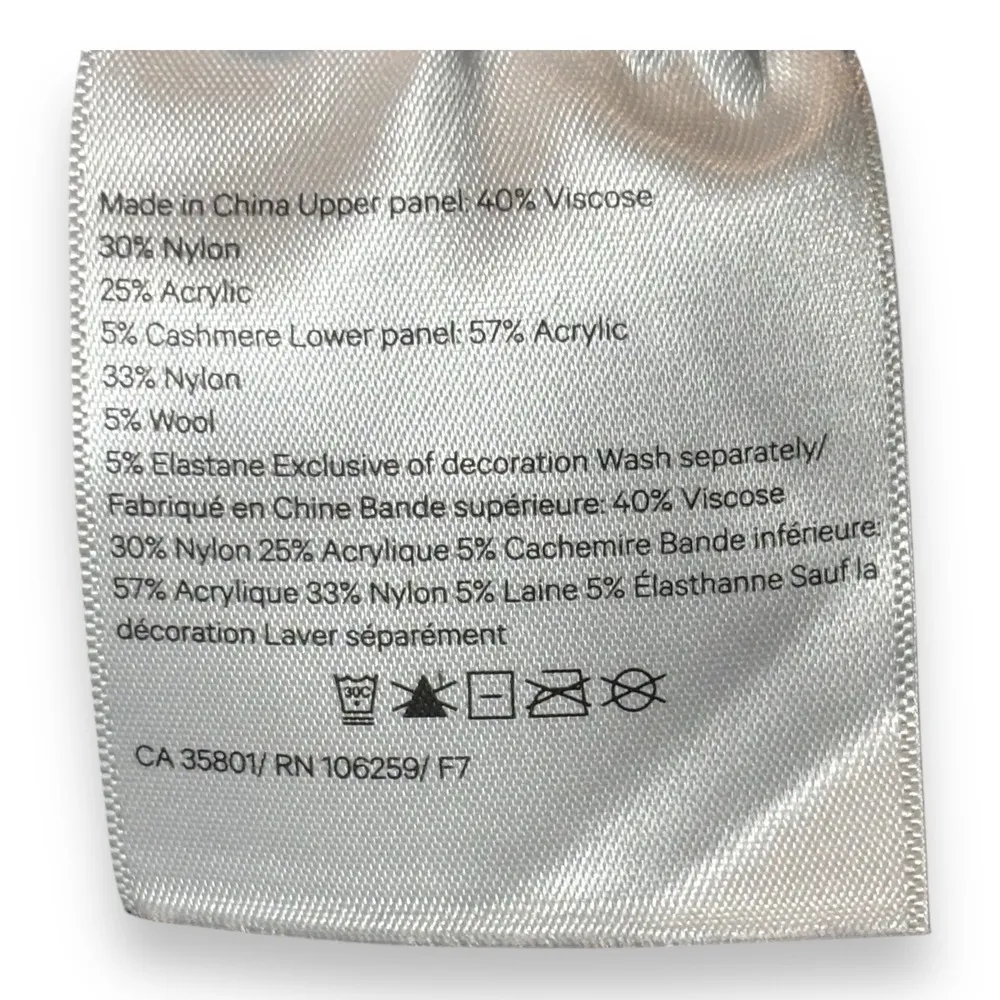 Made in China Upper panel: 40% Viscose
30% Nylon
25% Acrylic
5% Cashmere Lower panel: 57% Acrylic
33% Nylon
5% Wool
5% Elastane Exclusive of decoration Wash separately/
Fabriqué en Chine Bande supérieure: 40% Viscose
30% Nylon 25% Acrylique 5% Cachemire Bande inférieure:
57% Acrylique 33% Nylon 5% Laine 5% Élasthanne Sauf la
décoration Laver séparément
30C
CA 35801/ RN 106259/ F7